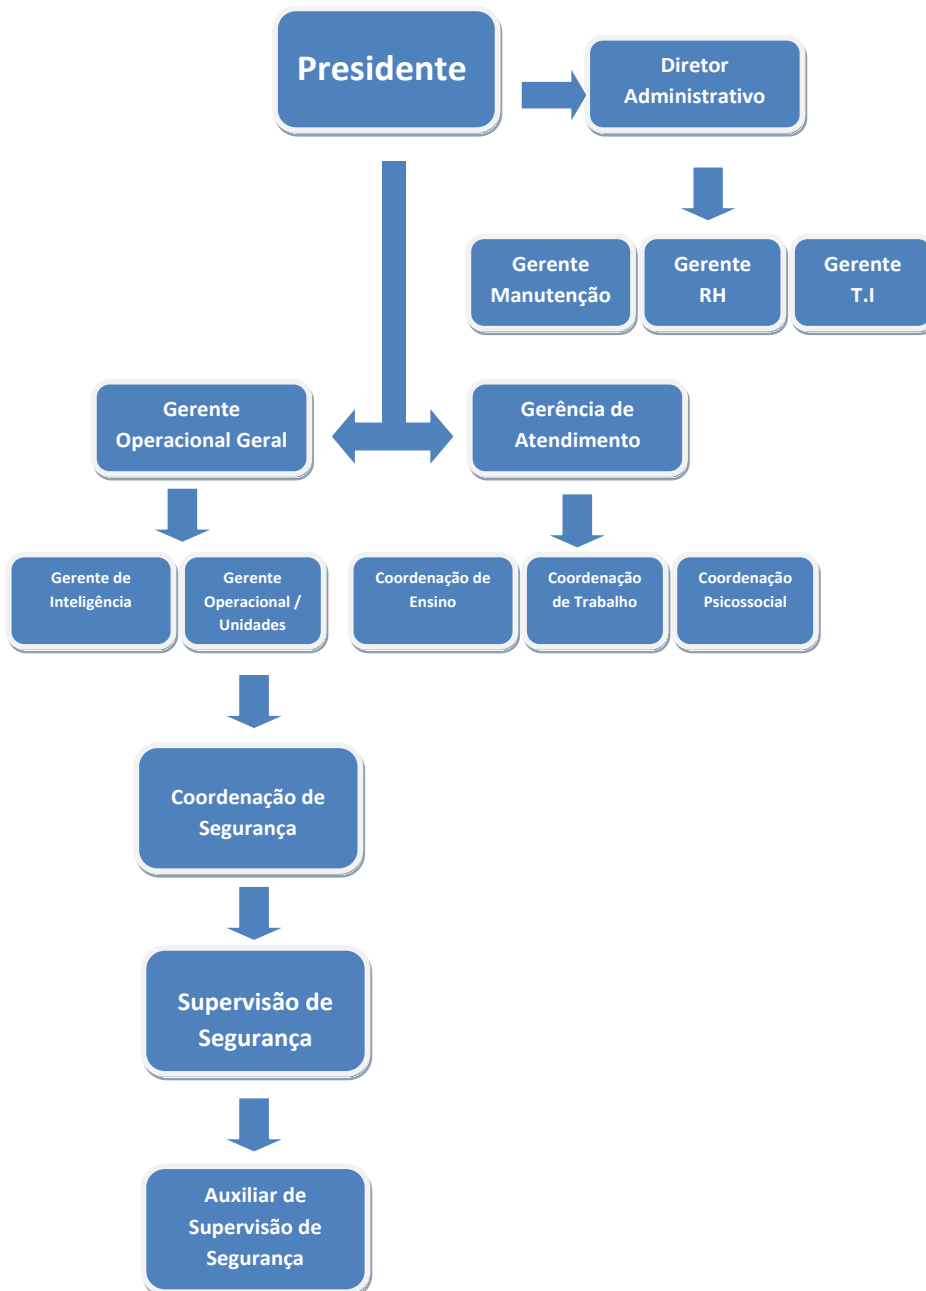 Presidente
Diretor
Administrativo
Gerente
Manutenção
Gerente
RH
Gerente
T.I
Gerente
Operacional Geral
Gerência de
Atendimento
Gerente de
Inteligência
Gerente
Operacional /
Unidades
Coordenação de
Ensino
Coordenação
de Trabalho
Coordenação
Psicossocial
Coordenação de
Segurança
Supervisão de
Segurança
Auxiliar de
Supervisão de
Segurança